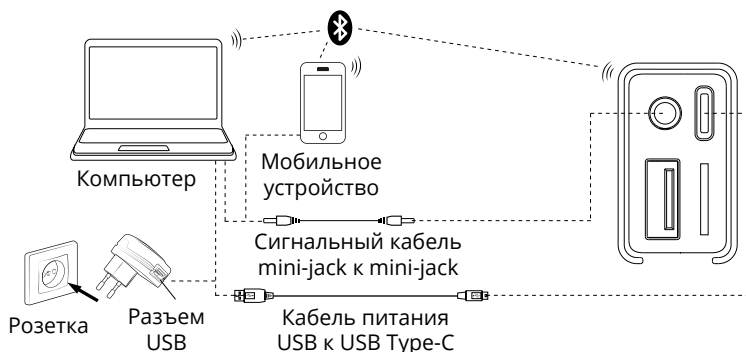 Компьютер
Мобильное
устройство
Сигнальный кабель
mini-jack к mini-jack
Розетка
Разъем
USB
Кабель питания
USB к USB Type-C